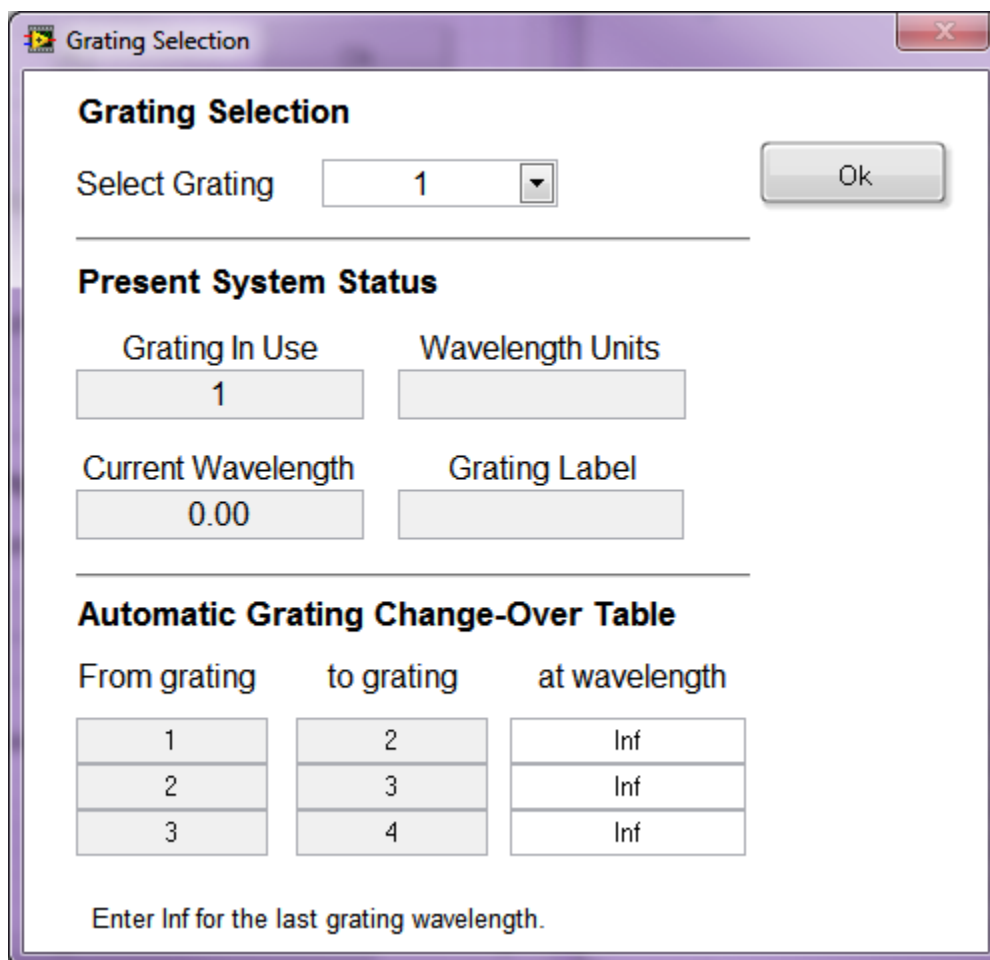 Grating Selection
Grating Selection
Select Grating 1
Ok
Present System Status
Grating In Use Wavelength Units
1
Current Wavelength Grating Label
0.00
Automatic Grating Change-Over Table
From grating to grating at wavelength
1 2 Inf
2 3 Inf
3 4 Inf
Enter Inf for the last grating wavelength.